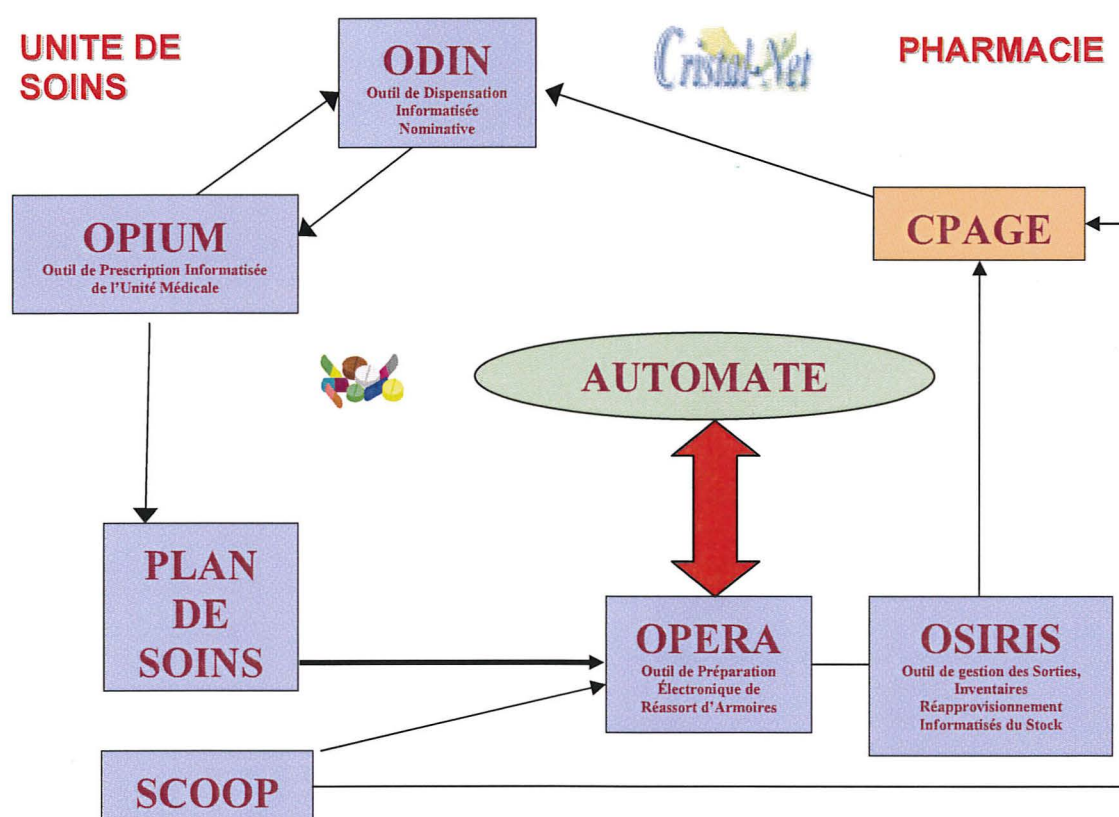 UNITE DE
SOINS
ODIN
Outil de Dispensation
Informatisée
Nominative
Cristal-Net
PHARMACIE
OPIUM
Outil de Prescription Informatisée
de l'Unité Médicale
CPAGE
AUTOMATE
PLAN
DE
SOINS
OPERA
Outil de Préparation
Électronique de
Réassort d'Armoires
OSIRIS
Outil de gestion des Sorties,
Inventaires
Réapprovisionnement
Informatisés du Stock
SCOOP